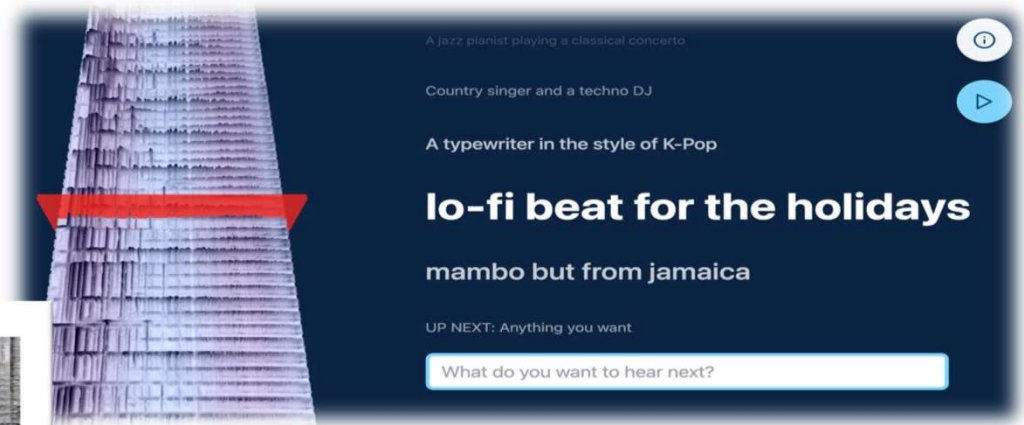 A jazz pianist playing a classical concerto
Country singer and a techno DJ
A typewriter in the style of K-Pop
lo-fi beat for the holidays
mambo but from jamaica
UP NEXT: Anything you want
What do you want to hear next?